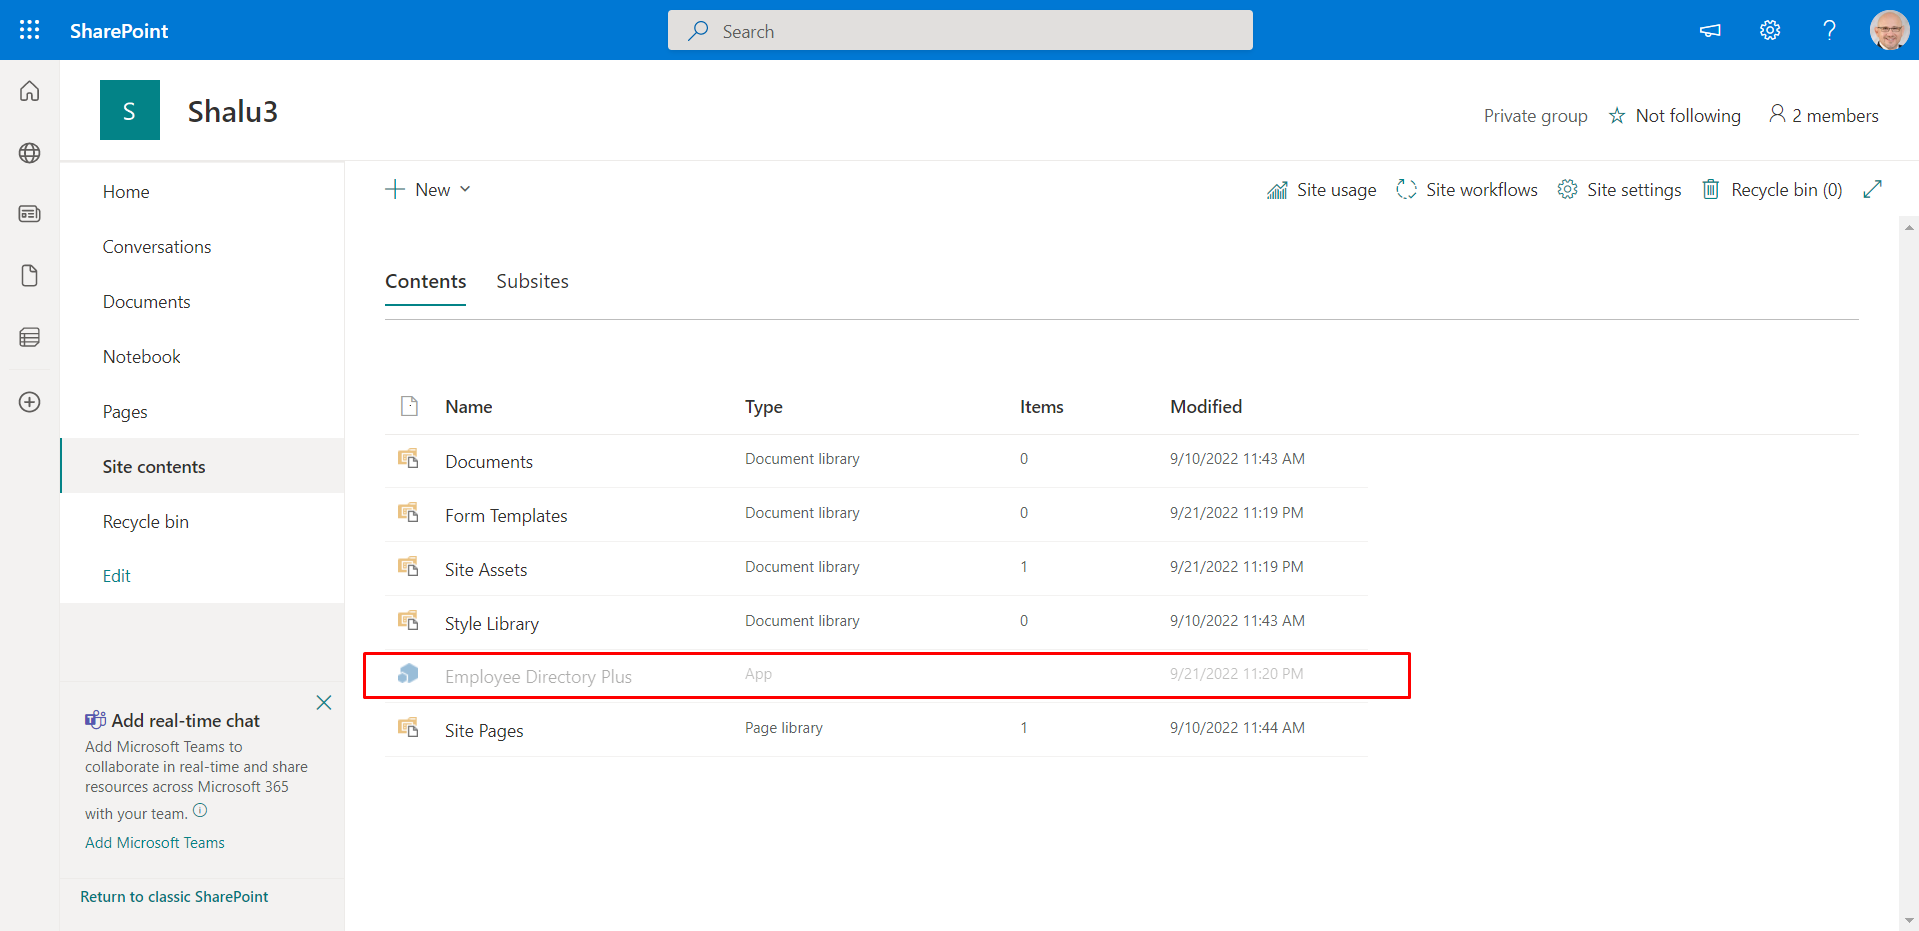 SharePoint
Search
S
Shalu3
Private group
Not following
2 members
Home
Conversations
Documents
Notebook
Pages
Site contents
Recycle bin
Edit
New
Site usage
Site workflows
Site settings
Recycle bin (0)
Contents
Subsites
Name Type Items Modified
Documents Document library 0 9/10/2022 11:43 AM
Form Templates Document library 0 9/21/2022 11:19 PM
Site Assets Document library 1 9/21/2022 11:19 PM
Style Library Document library 0 9/10/2022 11:43 AM
Employee Directory Plus App 9/21/2022 11:20 PM
Site Pages Page library 1 9/10/2022 11:44 AM
Add real-time chat
Add Microsoft Teams to
collaborate in real-time and share
resources across Microsoft 365
with your team.
Add Microsoft Teams
Return to classic SharePoint